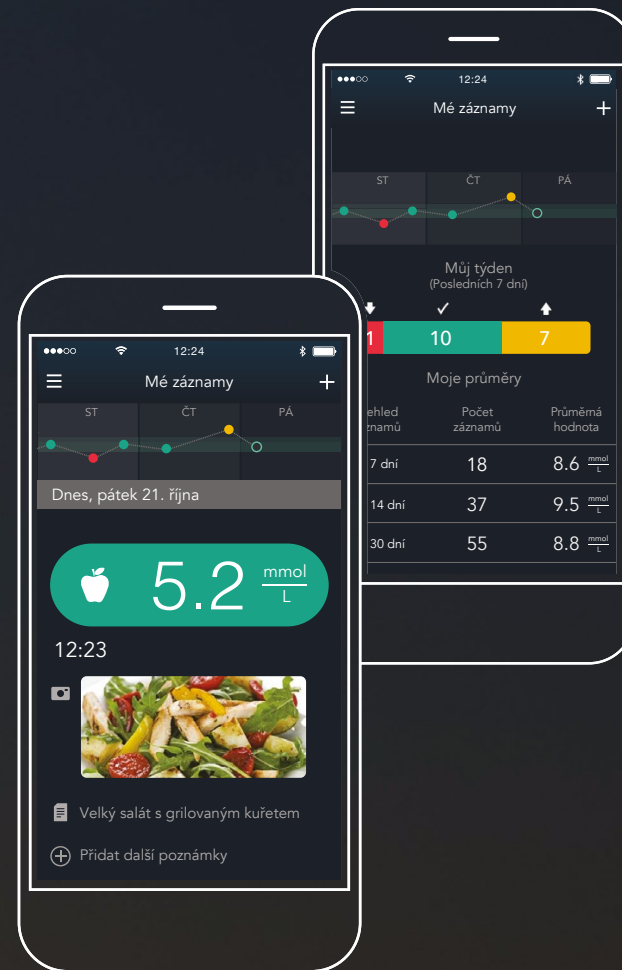 12:24
Mé záznamy
ST ČT PÁ
Můj týden
(Posledních 7 dní)
1 10 7
Moje průměry
ehled Počet Průměrná
znamů záznamů hodnota
7 dní 18 8.6 mmol
L
14 dní 37 9.5 mmol
L
30 dní 55 8.8 mmol
L
12:24
Mé záznamy
ST ČT PÁ
Dnes, pátek 21. října
5.2 mmol
L
12:23
Velký salát s grilovaným kuřetem
Přidat další poznámky